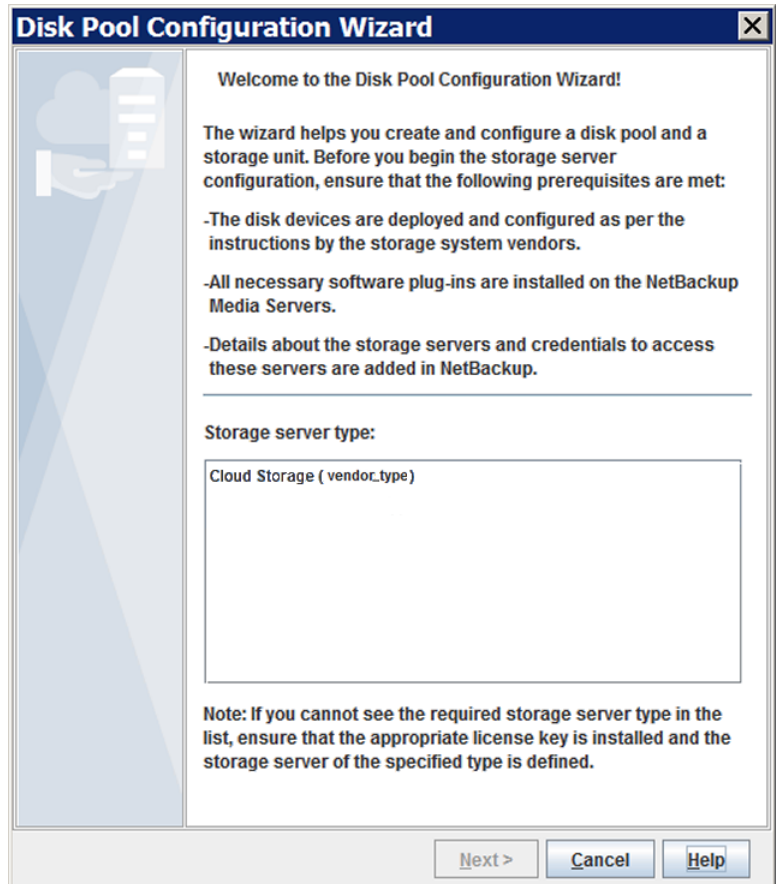 Disk Pool Configuration Wizard
Welcome to the Disk Pool Configuration Wizard!
The wizard helps you create and configure a disk pool and a
storage unit. Before you begin the storage server
configuration, ensure that the following prerequisites are met:
-The disk devices are deployed and configured as per the
instructions by the storage system vendors.
-All necessary software plug-ins are installed on the NetBackup
Media Servers.
-Details about the storage servers and credentials to access
these servers are added in NetBackup.
Storage server type:
Cloud Storage ( vendor_type)
Note: If you cannot see the required storage server type in the
list, ensure that the appropriate license key is installed and the
storage server of the specified type is defined.
Next >
Cancel
Help